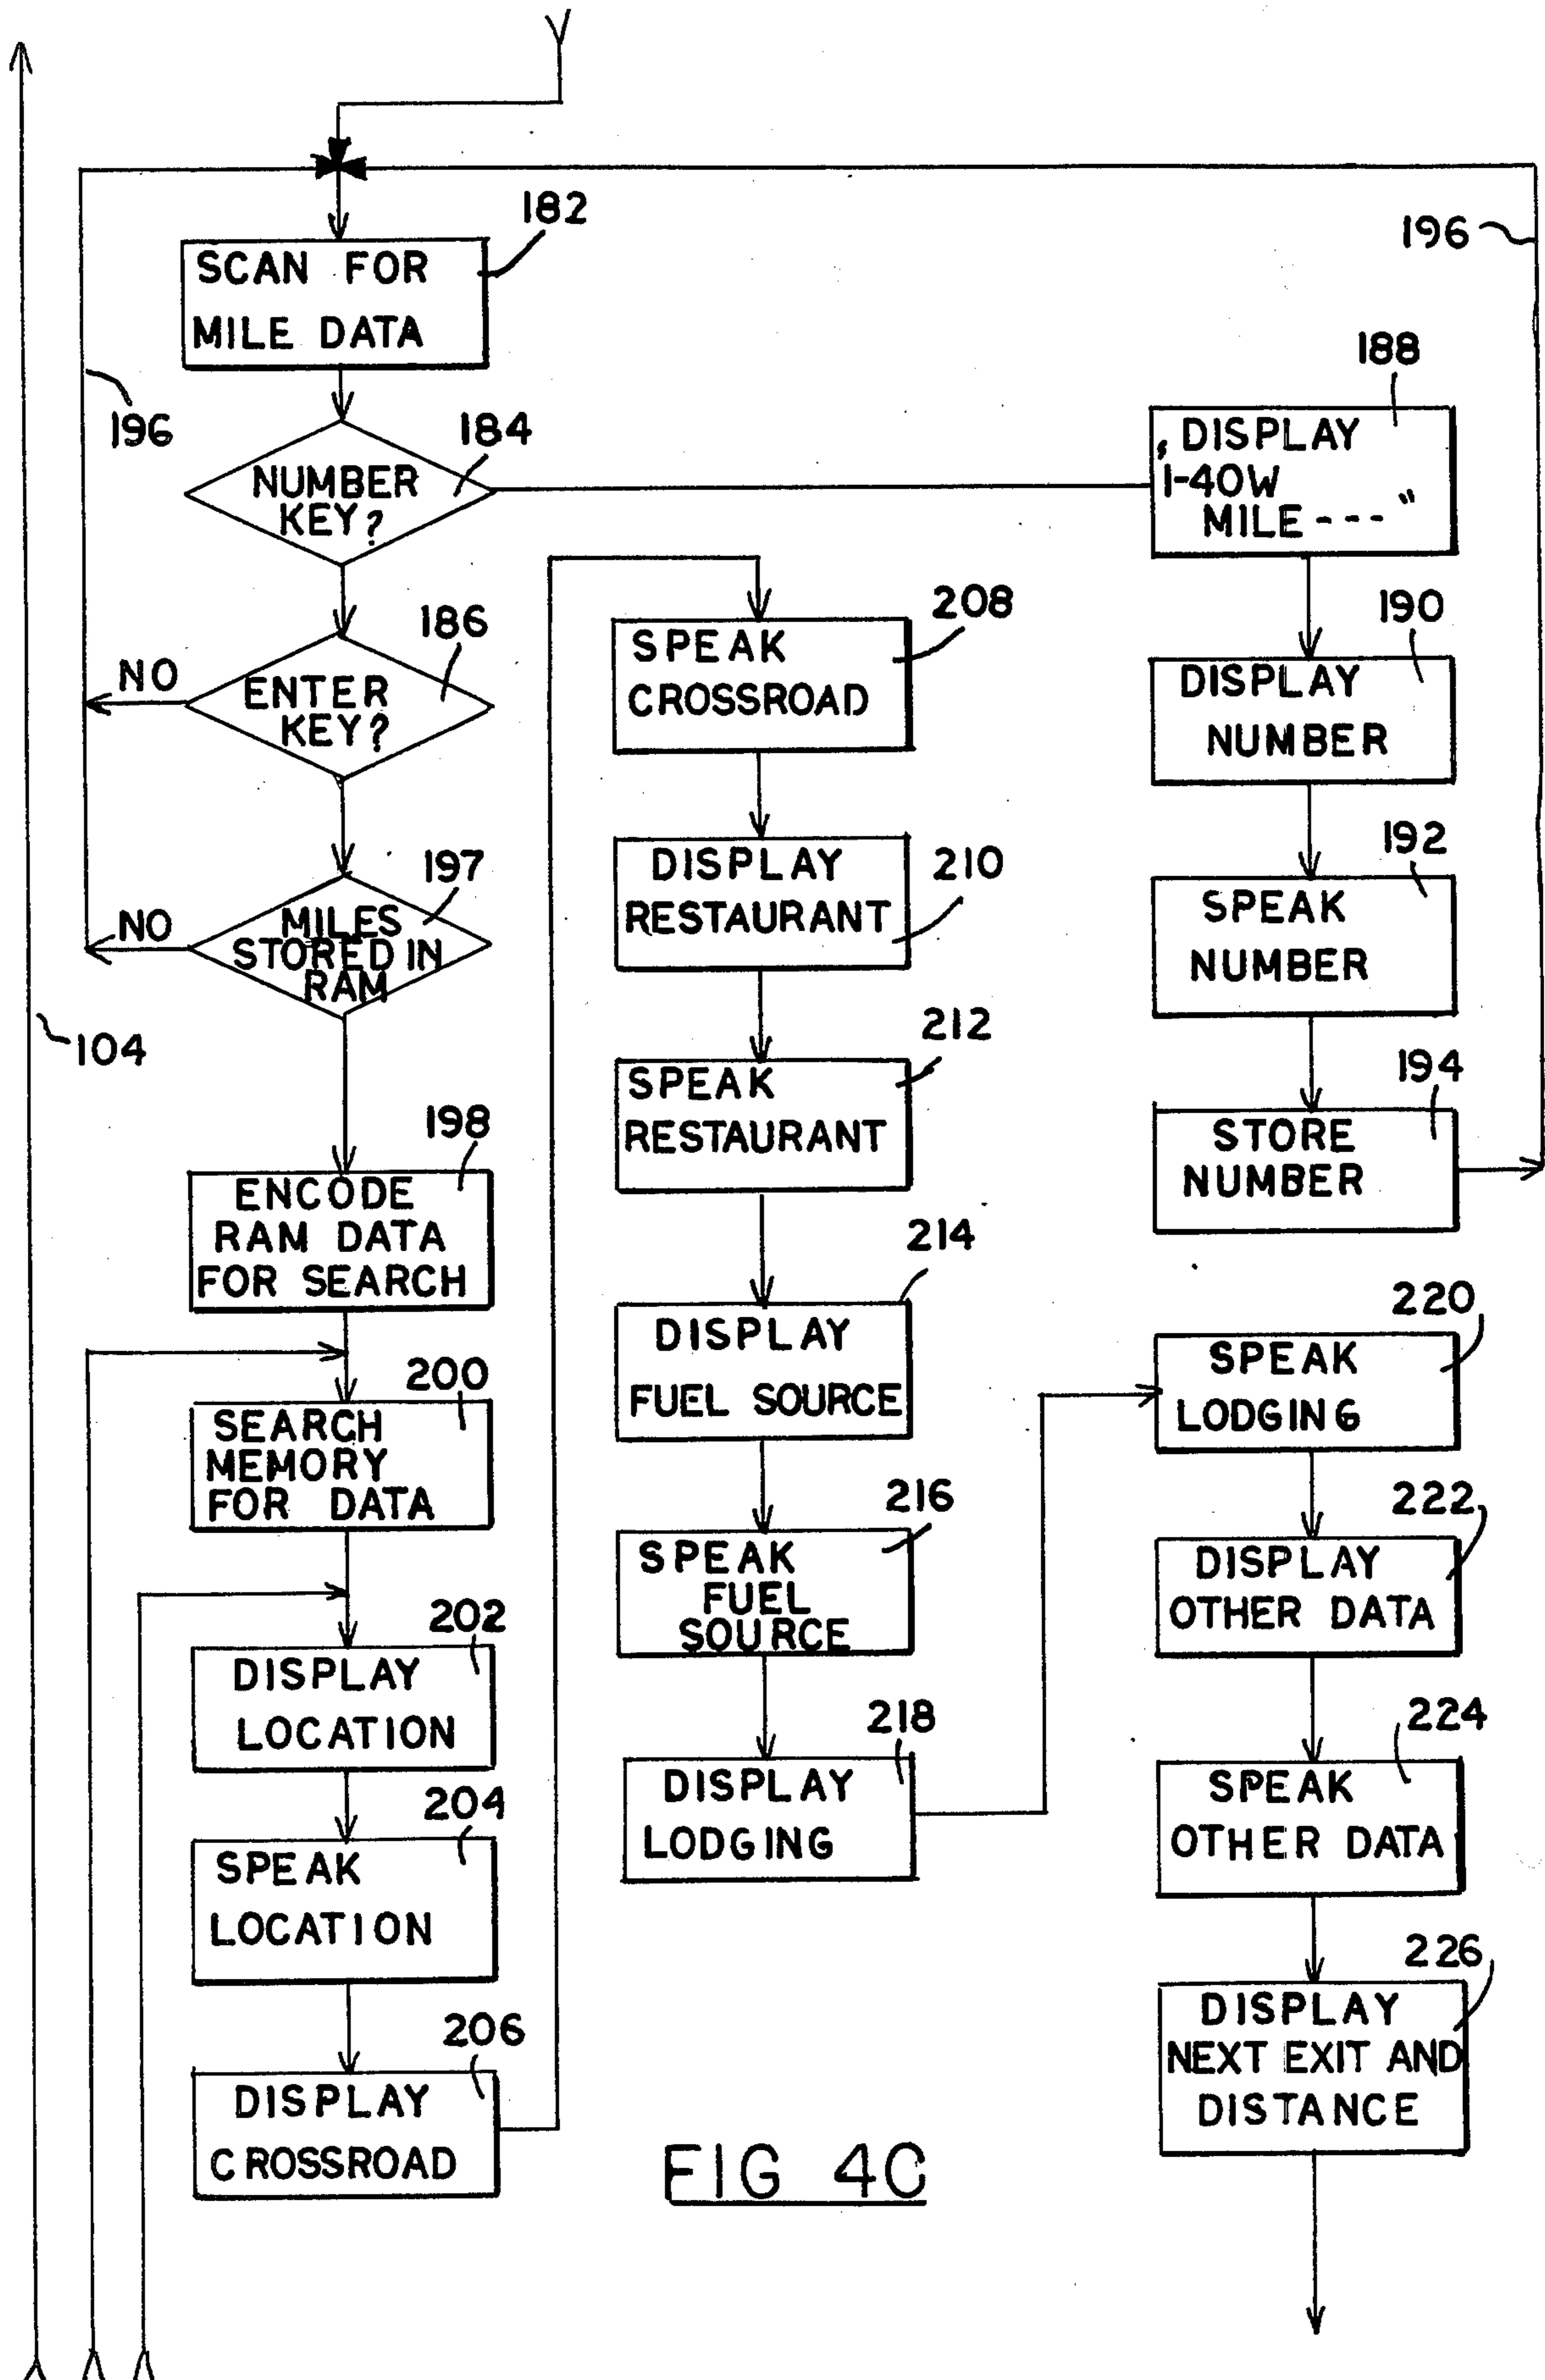 182
SCAN FOR
MILE DATA
196
184
NUMBER
KEY?
186
NO
ENTER
KEY?
197
NO
MILES
STORED IN
RAM
104
198
ENCODE
RAM DATA
FOR SEARCH
200
SEARCH
MEMORY
FOR DATA
202
DISPLAY
LOCATION
204
SPEAK
LOCATION
206
DISPLAY
CROSSROAD
208
SPEAK
CROSSROAD
210
DISPLAY
RESTAURANT
212
SPEAK
RESTAURANT
214
DISPLAY
FUEL SOURCE
216
SPEAK
FUEL
SOURCE
218
DISPLAY
LODGING
196
188
, DISPLAY
I-40W
MILE --- "
190
DISPLAY
NUMBER
192
SPEAK
NUMBER
194
STORE
NUMBER
220
SPEAK
LODGING
222
DISPLAY
OTHER DATA
224
SPEAK
OTHER DATA
226
DISPLAY
NEXT EXIT AND
DISTANCE
FIG 4C